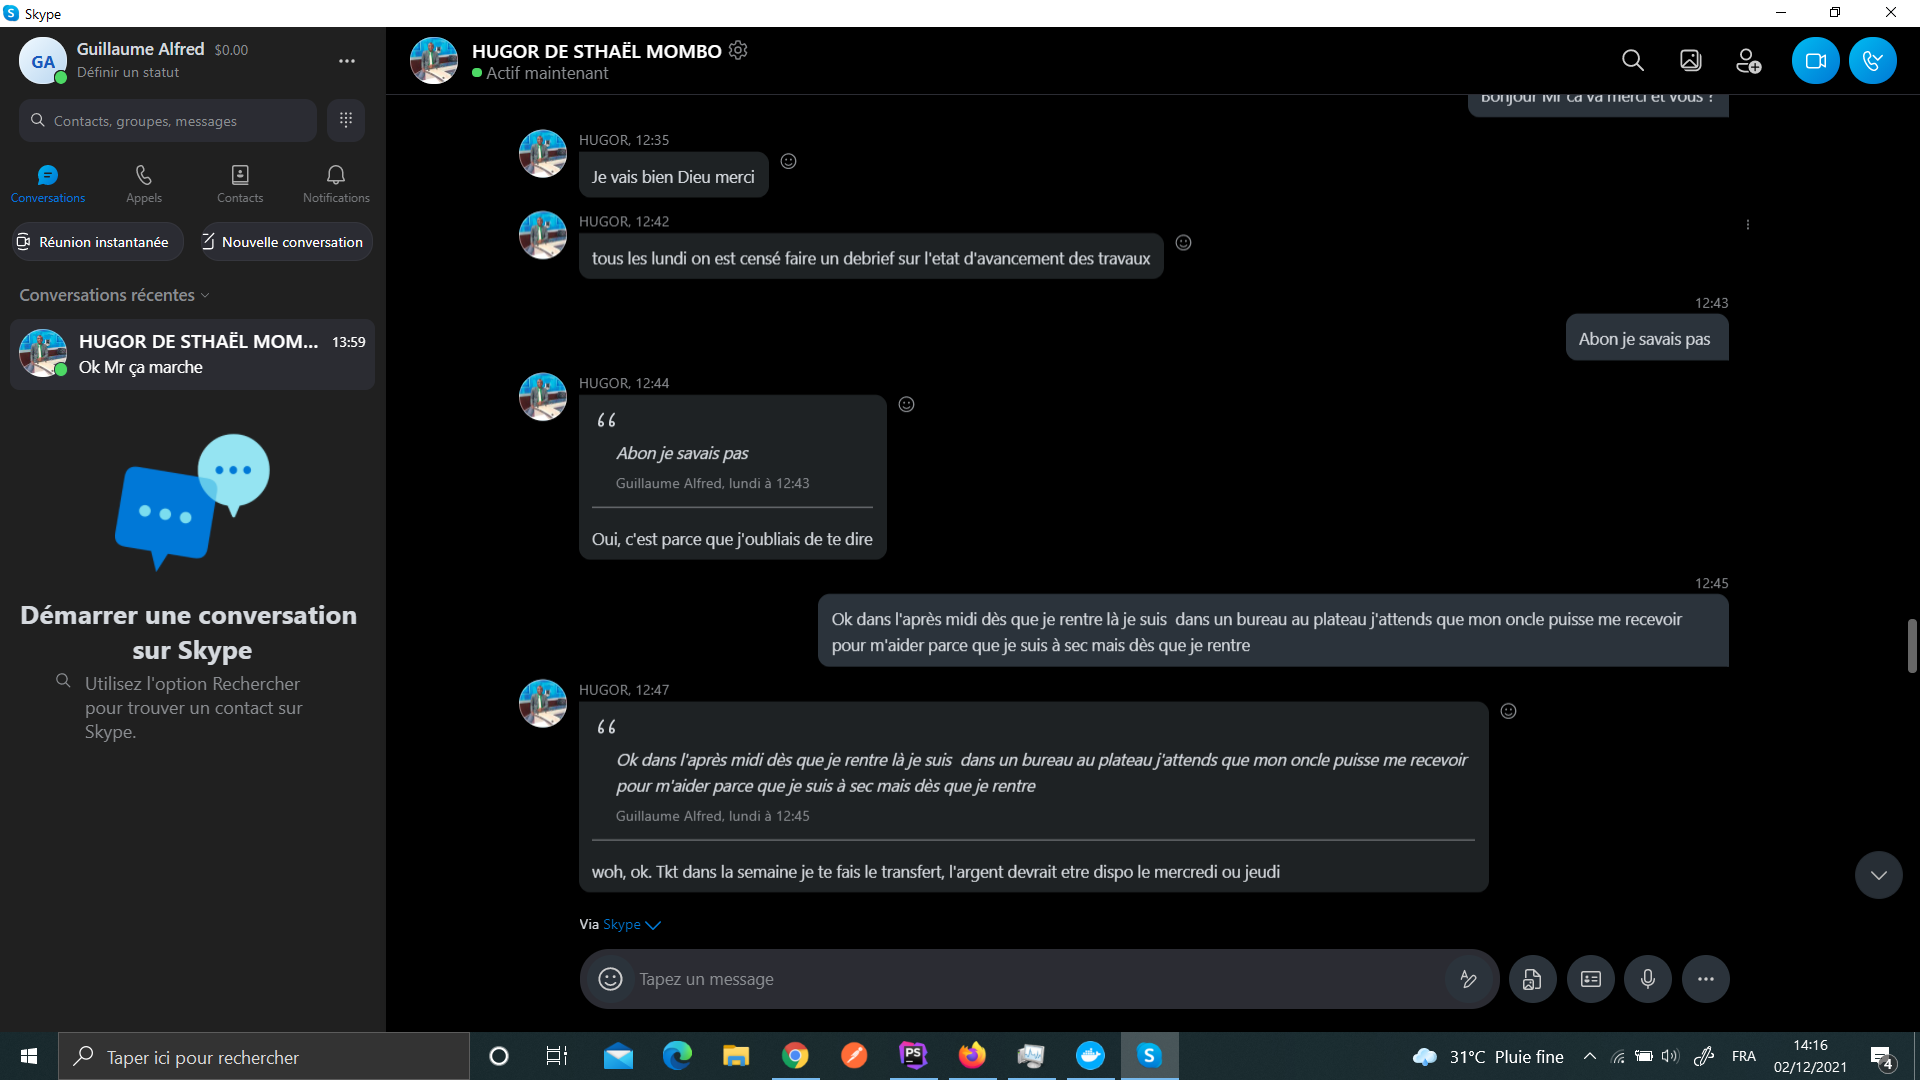 Skype
GA
Guillaume Alfred $0.00
Définir un statut
Contacts, groupes, messages
Conversations
Appels
Contacts
Notifications
Réunion instantanée
Nouvelle conversation
Conversations récentes
HUGOR DE STHAËL MOM... 13:59
Ok Mr ça marche
Démarrer une conversation
sur Skype
Utilisez l'option Rechercher
pour trouver un contact sur
Skype.
HUGOR DE STHAËL MOMBO
Actif maintenant
Bonjour Mr ca va merci et vous ?
HUGOR, 12:35
Je vais bien Dieu merci
HUGOR, 12:42
tous les lundi on est censé faire un debrief sur l'etat d'avancement des travaux
12:43
Abon je savais pas
HUGOR, 12:44
Abon je savais pas
Guillaume Alfred, lundi à 12:43
Oui, c'est parce que j'oubliais de te dire
12:45
Ok dans l'après midi dès que je rentre là je suis  dans un bureau au plateau j'attends que mon oncle puisse me recevoir
pour m'aider parce que je suis à sec mais dès que je rentre
HUGOR, 12:47
Ok dans l'après midi dès que je rentre là je suis  dans un bureau au plateau j'attends que mon oncle puisse me recevoir
pour m'aider parce que je suis à sec mais dès que je rentre
Guillaume Alfred, lundi à 12:45
woh, ok. Tkt dans la semaine je te fais le transfert, l'argent devrait etre dispo le mercredi ou jeudi
Via Skype
Tapez un message
Taper ici pour rechercher
PS
31°C Pluie fine
FRA
14:16
02/12/2021
4